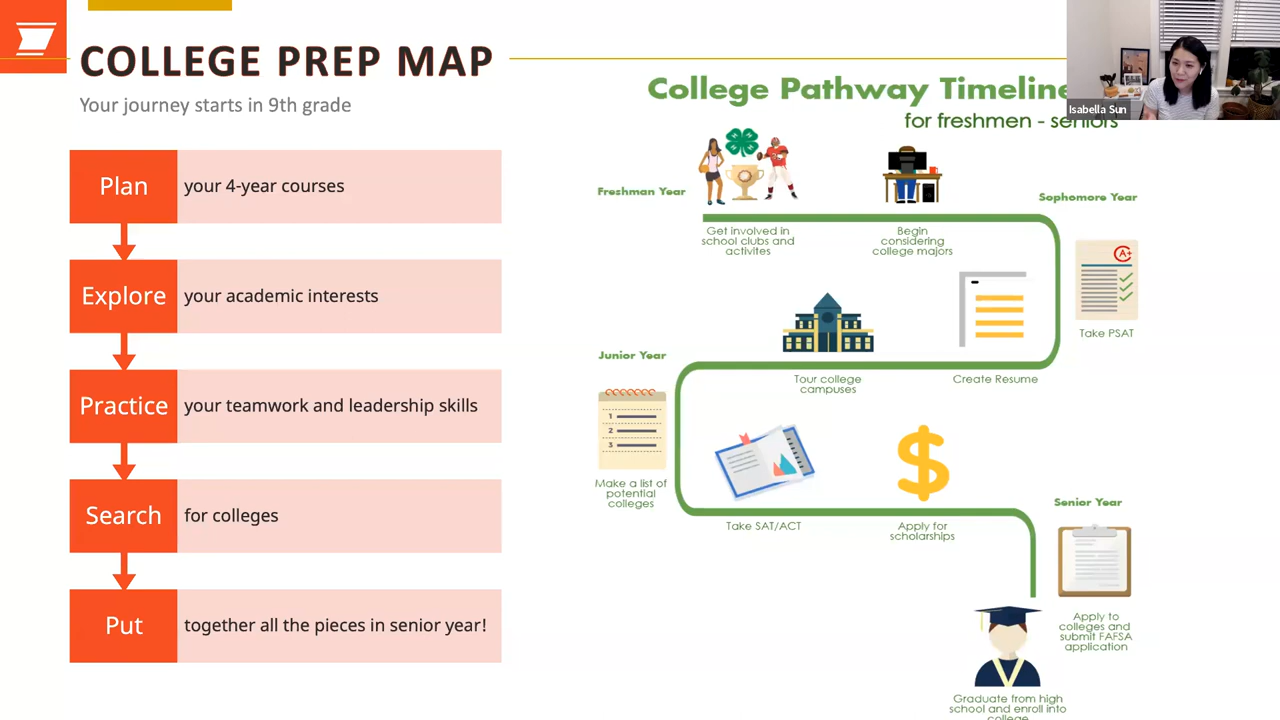 COLLEGE PREP MAP
Your journey starts in 9th grade
Plan
your 4-year courses
Explore
your academic interests
Practice
your teamwork and leadership skills
Search
for colleges
Put
together all the pieces in senior year!
College Pathway Timeline
for freshmen - seniors
Isabella Sun
Freshman Year
Get involved in
school clubs and
activites
Begin
considering
college majors
Sophomore Year
A+
Take PSAT
Create Resume
Tour college
campuses
Junior Year
1
2
3
Make a list of
potential
colleges
Take SAT/ACT
$
Apply for
scholarships
Senior Year
Apply to
colleges and
submit FAFSA
application
Graduate from high
school and enroll into
college